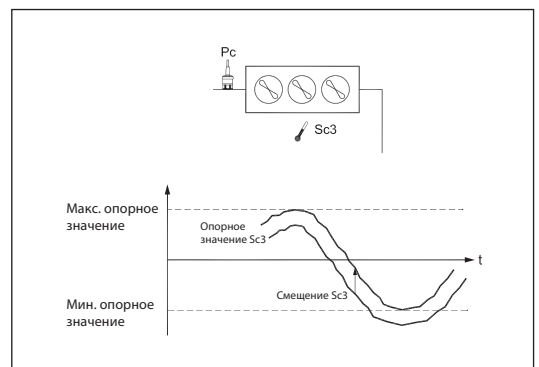 Pc
Sc3
Макс. опорное
значение
Опорное
значение Sc3
t
Смещение Sc3
Мин. опорное
значение